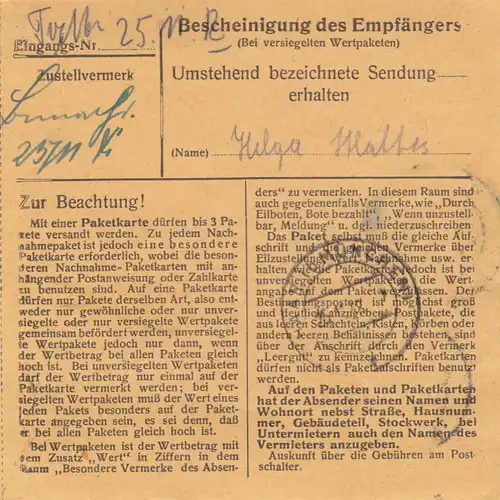 25 11
Bescheinigung des Empfängers
Eingangs-Nr.
(Bei versiegelten Wertpaketen)
Zustellvermerk
Umstehend bezeichnete Sendung
erhalten
(Name) Helga
Zur Beachtung!
Mit einer Paketkarte dürfen bis 3 Pa-
kete versandt werden. Zu jedem Nach-
nahmepaket ist jedoch eine besondere
Paketkarte erforderlich, wobei die beson-
deren Nachnahme-Paketkarten mit an-
hängender Postanweisung oder Zahlkarte
zu benutzen sind. Auf eine Paketkarte
dürfen nur Pakete derselben Art, also ent-
weder nur gewöhnliche oder nur unver-
siegelte oder nur versiegelte Wertpakete
gemeinsam befördert werden, unversiegel-
te Wertpakete jedoch nur dann, wenn
der Wertbetrag bei allen Paketen gleich
hoch ist. Bei unversiegelten Wertpaketen
darf der Wertbetrag nur einmal auf der
Paketkarte vermerkt werden; bei ver-
siegelten Wertpaketen muß der Wert eines
jeden Pakets besonders auf der Paket-
karte angegeben sein, es sei denn, daß
er bei allen Paketen gleich hoch ist.
Bei Wertpaketen ist der Wertbetrag mit
dem Zusatz „Wert" in Ziffern in dem
Raum „Besondere Vermerke des Absen-
ders" zu vermerken. In diesem Raum sind
auch gegebenenfalls Vermerke, wie „Durch
Eilboten, Bote bezahlt", „Wenn unzustell-
bar, Meldung" u. dgl. niederzuschreiben
Das Paket selbst muß die gleiche Auf-
schrift und die gleichen Vermerke über
Eilzustellung, Nachnahme usw. erhalten
wie die Paketkarte, jedoch ist bei
unversiegelten Wertpaketen die Wert-
angabe auf dem Paket wegzulassen. Der
Bestimmungsort ist möglichst groß
und deutlich anzugeben. Pakete, die
aus leeren Schachteln, Kisten, Körben oder
andern leeren Behältnissen bestehen, sind
über der Anschrift durch den Vermerk
„Leergut" zu kennzeichnen. Paketkarten
dürfen nicht als Paketaufschriften benutzt
werden.
Auf den Paketen und Paketkarten
hat der Absender seinen Namen und
Wohnort nebst Straße, Hausnum-
mer, Gebäudeteil, Stockwerk, bei
Untermietern auch den Namen des
Vermieters anzugeben.
Auskunft über die Gebühren am Post-
schalter.